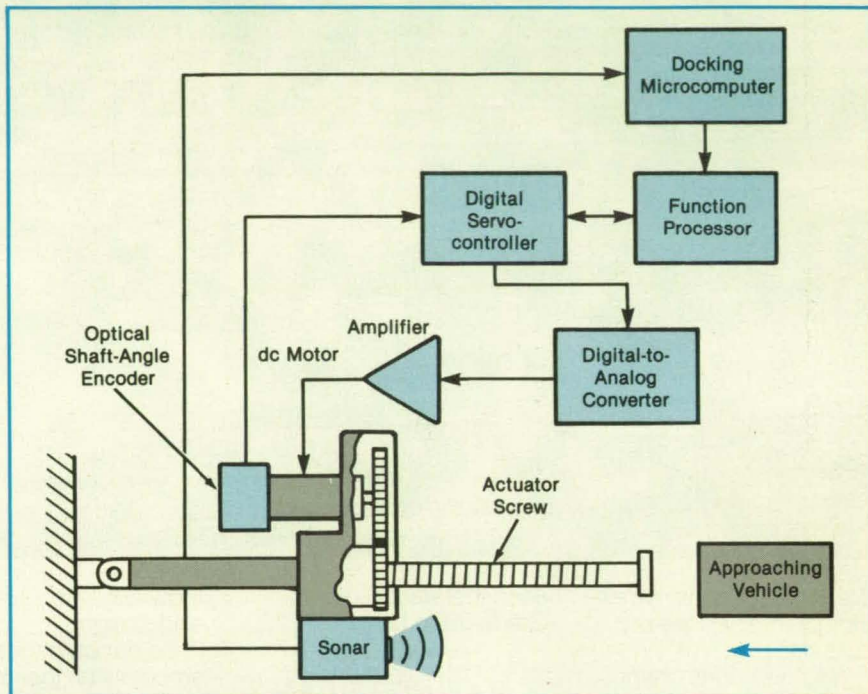 Docking
Microcomputer
Digital
Servo-
controller
Function
Processor
Optical
Shaft-Angle
Encoder
dc Motor
Amplifier
Digital-to-
Analog
Converter
Actuator
Screw
Approaching
Vehicle
Sonar